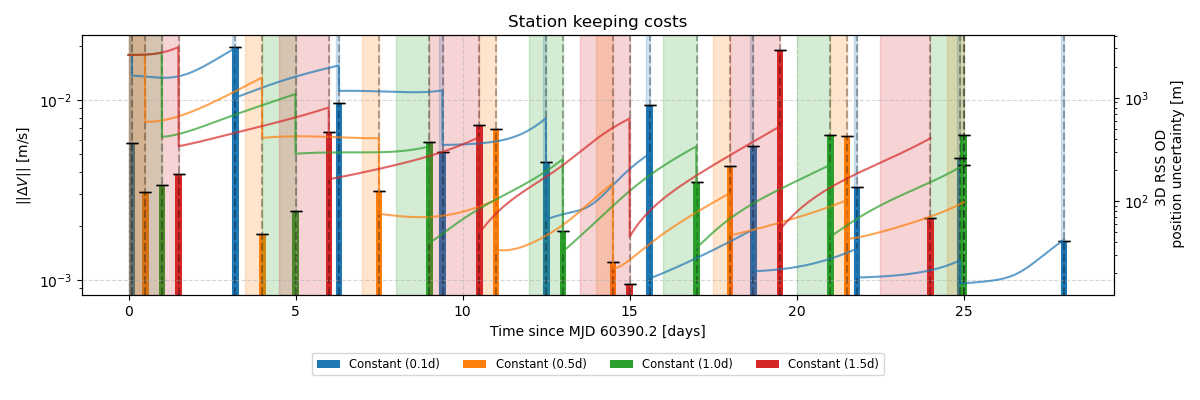 Station keeping costs
||ΔV|| [m/s]
10⁻²
10⁻³
10³
10²
3D RSS OD
position uncertainty [m]
0 5 10 15 20 25
Time since MJD 60390.2 [days]
Constant (0.1d) Constant (0.5d) Constant (1.0d) Constant (1.5d)